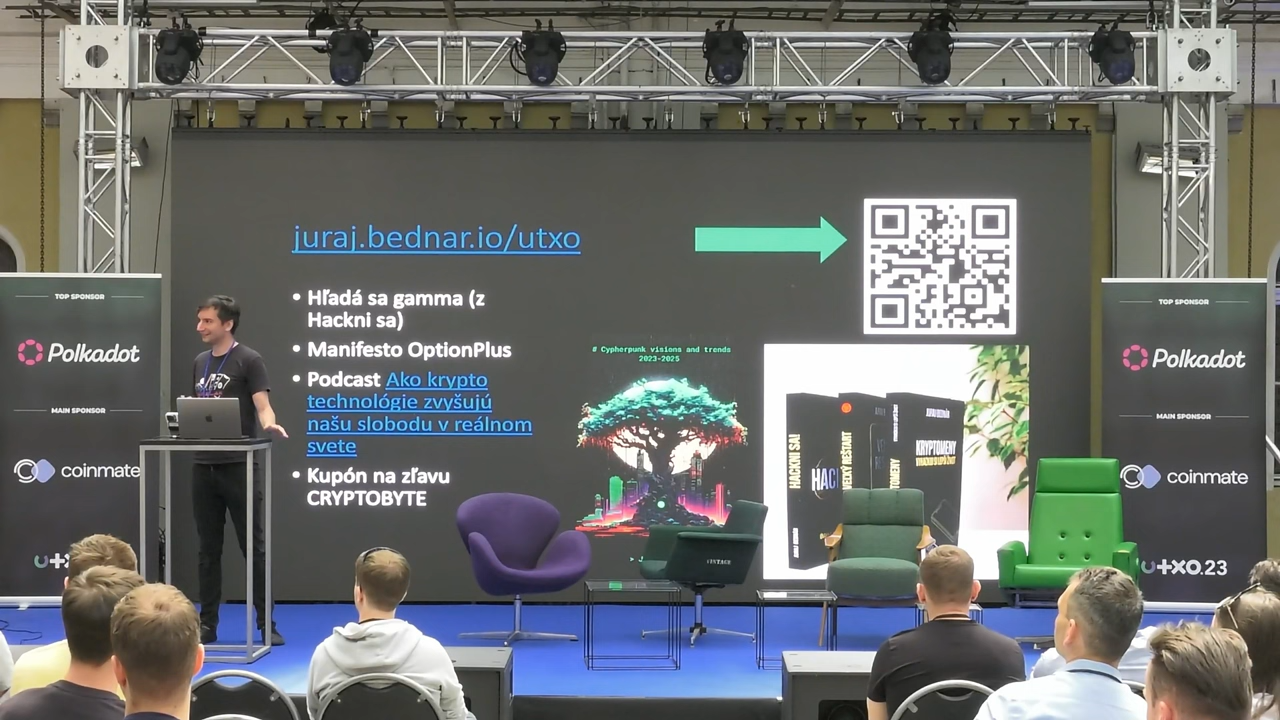 TOP SPONSOR
Polkadot
MAIN SPONSOR
coinmate
juraj.bednar.io/utxo
• Hľadá sa gamma (z
Hackni sa)
• Manifesto OptionPlus
• Podcast Ako krypto
technológie zvyšujú
našu slobodu v reálnom
svete
• Kupón na zľavu
CRYPTOBYTE
# Cypherpunk visions and trends
2023-2025
HACKNI SA!
KRYPTOMENY
VINTAGE
TOP SPONSOR
Polkadot
MAIN SPONSOR
coinmate
utxo.23